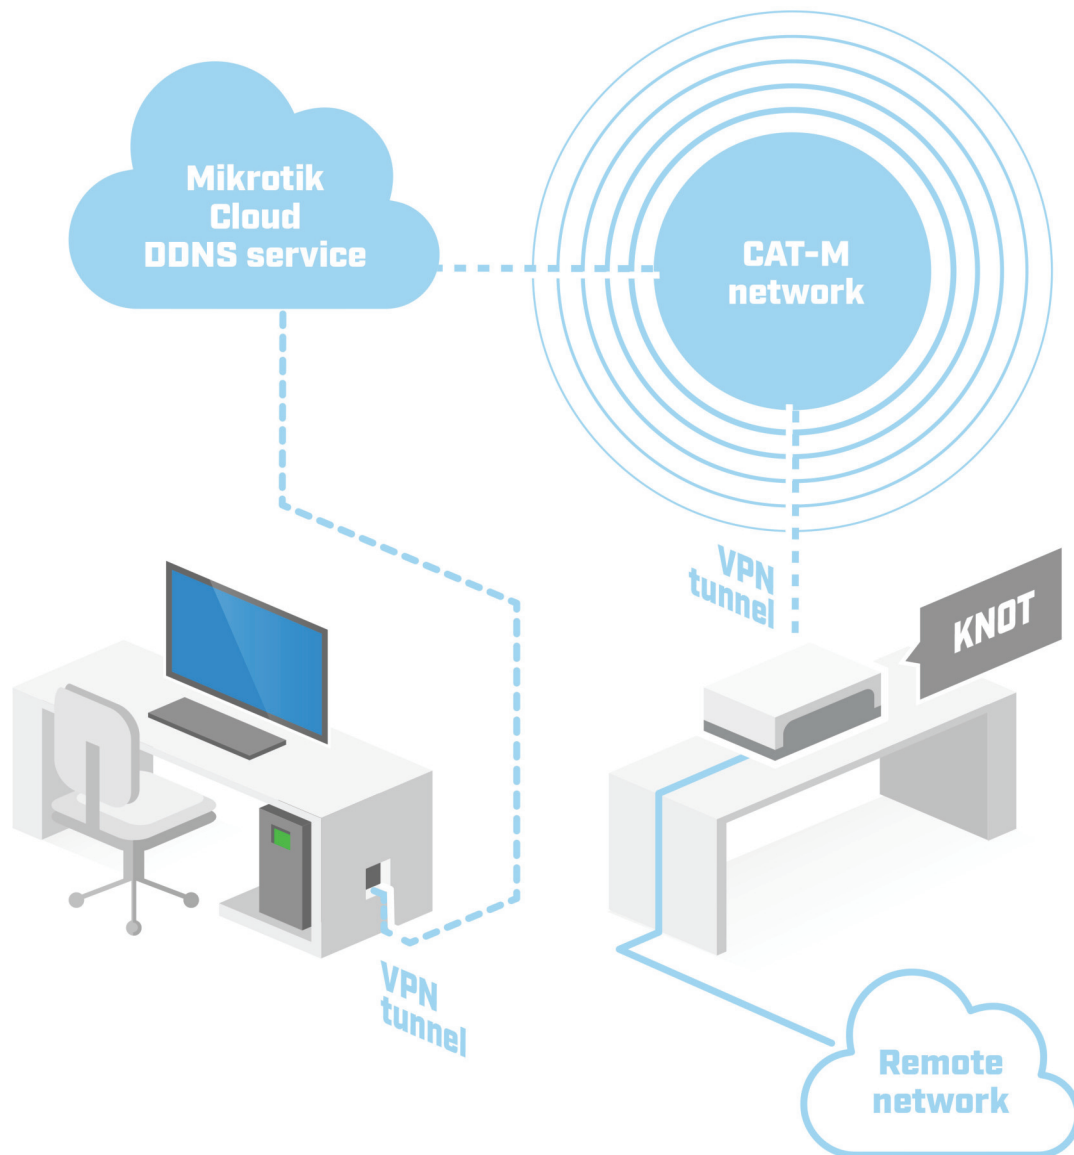 Mikrotik
Cloud
DDNS service
CAT-M
network
VPN
tunnel
KNOT
VPN
tunnel
Remote
network